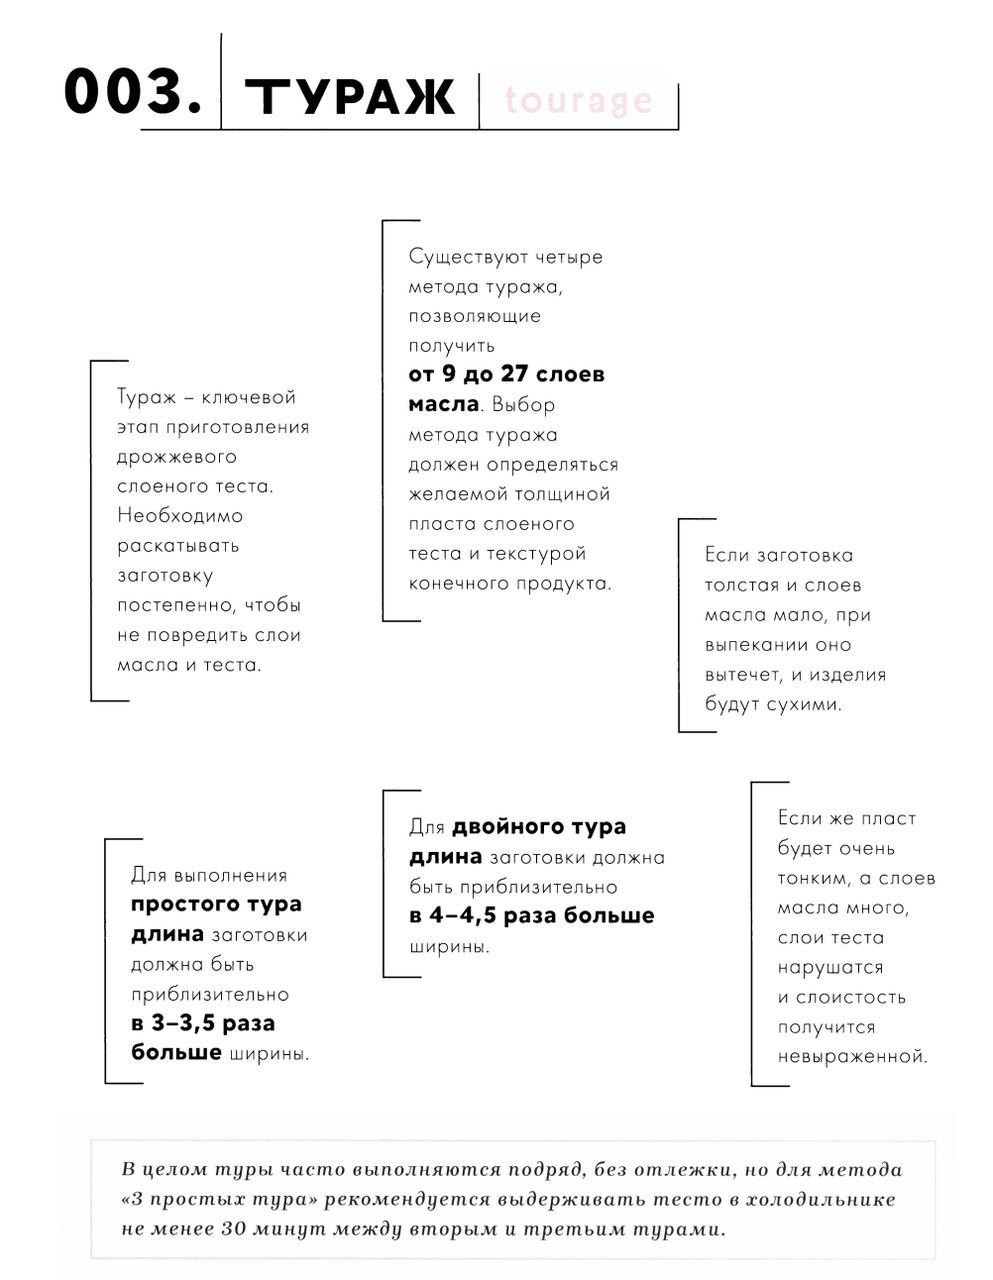 003. ТУРАЖ tourage
Тураж – ключевой
этап приготовления
дрожжевого
слоеного теста.
Необходимо
раскатывать
заготовку
постепенно, чтобы
не повредить слои
масла и теста.
Существуют четыре
метода туража,
позволяющие
получить
от 9 до 27 слоев
масла. Выбор
метода туража
должен определяться
желаемой толщиной
пласта слоеного
теста и текстурой
конечного продукта.
Если заготовка
толстая и слоев
масла мало, при
выпекании оно
вытечет, и изделия
будут сухими.
Для выполнения
простого тура
длина заготовки
должна быть
приблизительно
в 3–3,5 раза
больше ширины.
Для двойного тура
длина заготовки должна
быть приблизительно
в 4–4,5 раза больше
ширины.
Если же пласт
будет очень
тонким, а слоев
масла много,
слои теста
нарушатся
и слоистость
получится
невыраженной.
В целом туры часто выполняются подряд, без отлежки, но для метода
«3 простых тура» рекомендуется выдерживать тесто в холодильнике
не менее 30 минут между вторым и третьим турами.